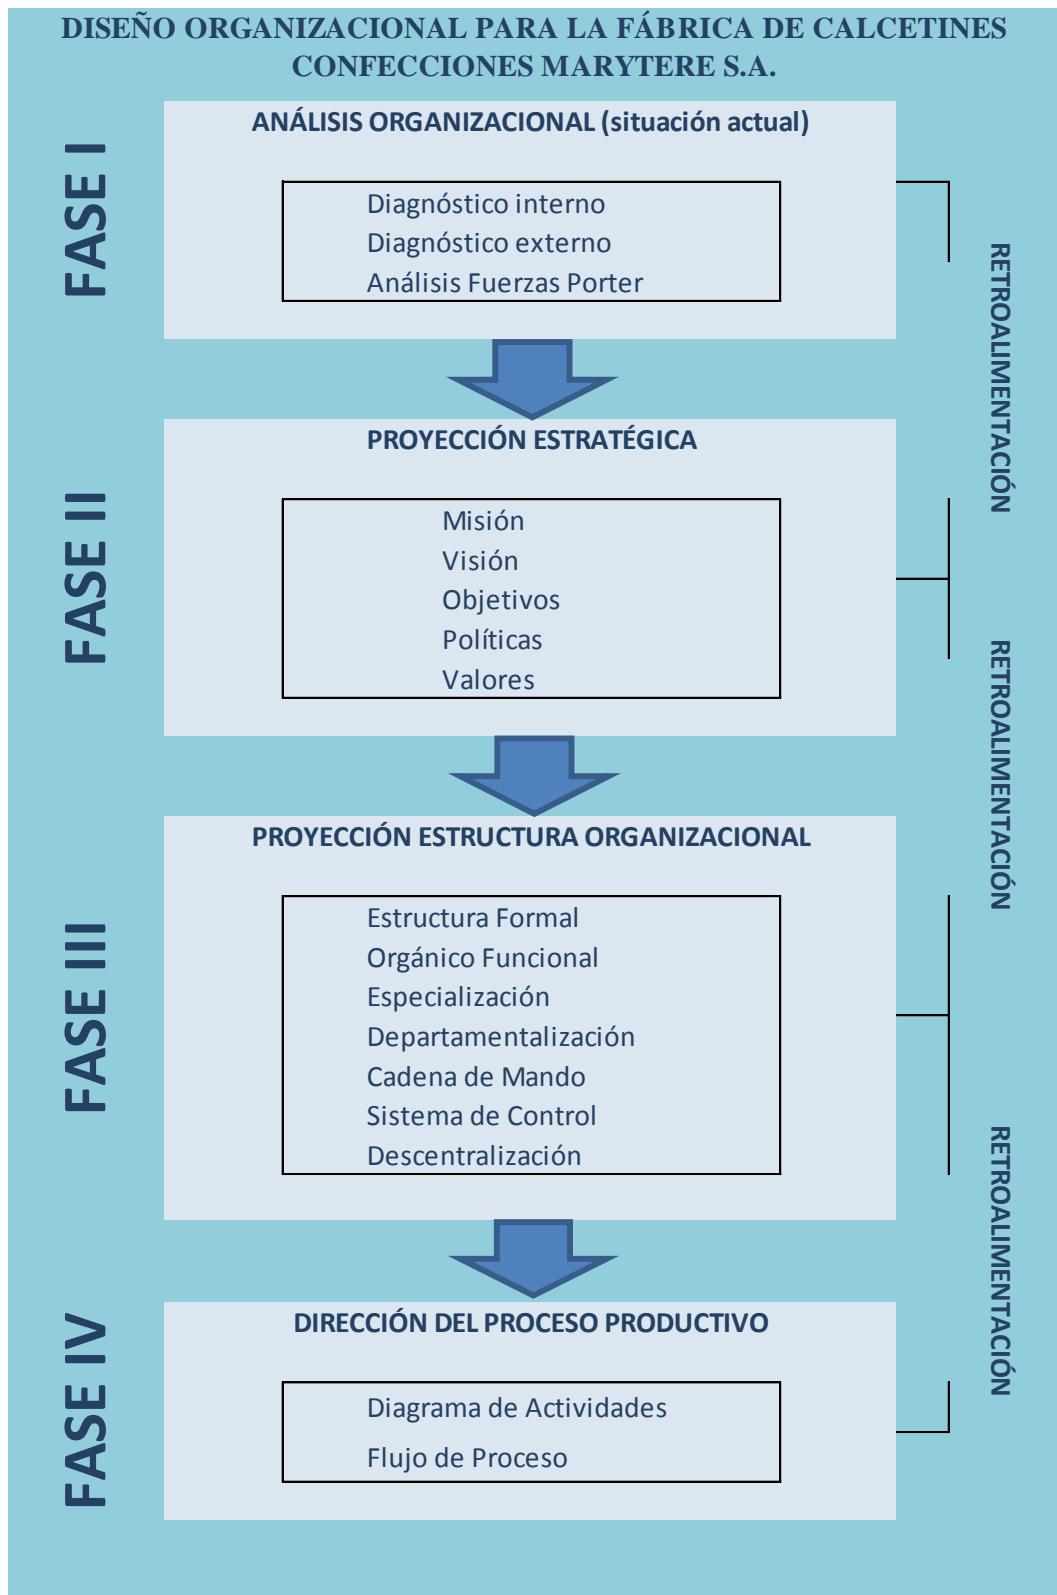 DISEÑO ORGANIZACIONAL PARA LA FÁBRICA DE CALCETINES
CONFECCIONES MARYTERE S.A.
FASE I
ANÁLISIS ORGANIZACIONAL (situación actual)
Diagnóstico interno
Diagnóstico externo
Análisis Fuerzas Porter
RETROALIMENTACIÓN
FASE II
PROYECCIÓN ESTRATÉGICA
Misión
Visión
Objetivos
Políticas
Valores
RETROALIMENTACIÓN
FASE III
PROYECCIÓN ESTRUCTURA ORGANIZACIONAL
Estructura Formal
Orgánico Funcional
Especialización
Departamentalización
Cadena de Mando
Sistema de Control
Descentralización
RETROALIMENTACIÓN
FASE IV
DIRECCIÓN DEL PROCESO PRODUCTIVO
Diagrama de Actividades
Flujo de Proceso